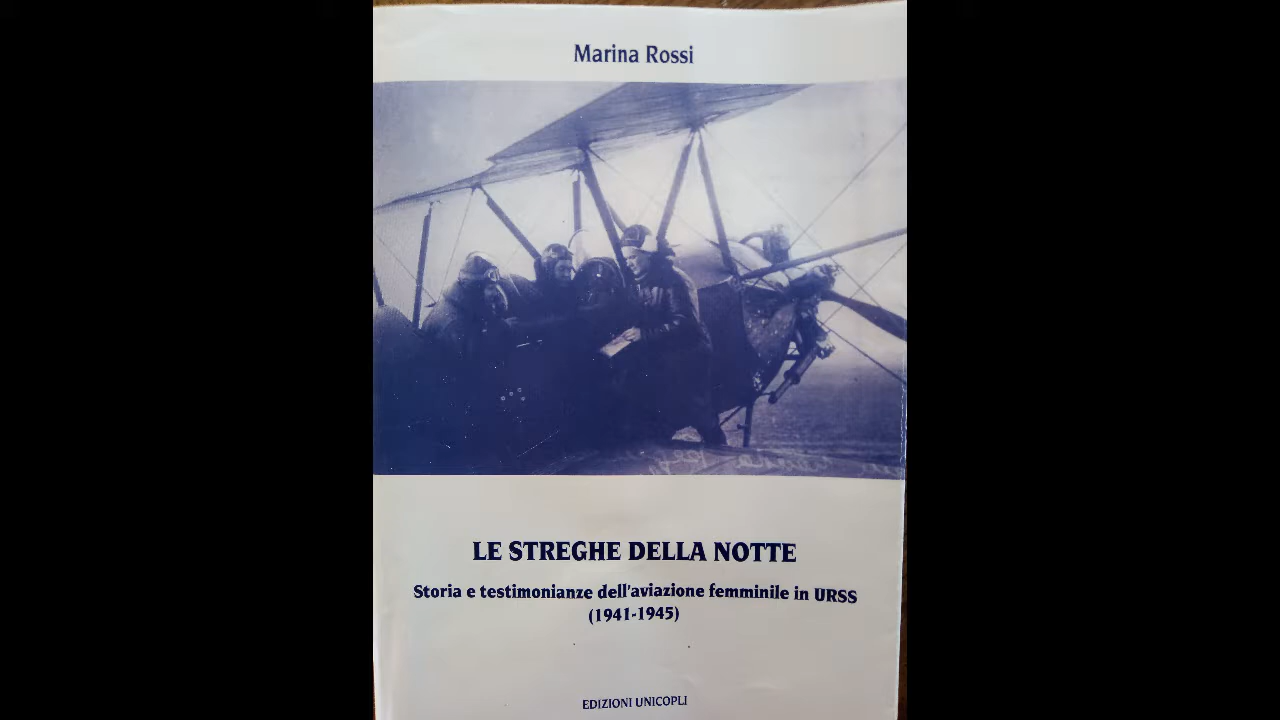 Marina Rossi
LE STREGHE DELLA NOTTE
Storia e testimonianze dell'aviazione femminile in URSS
(1941-1945)
EDIZIONI UNICOPLI